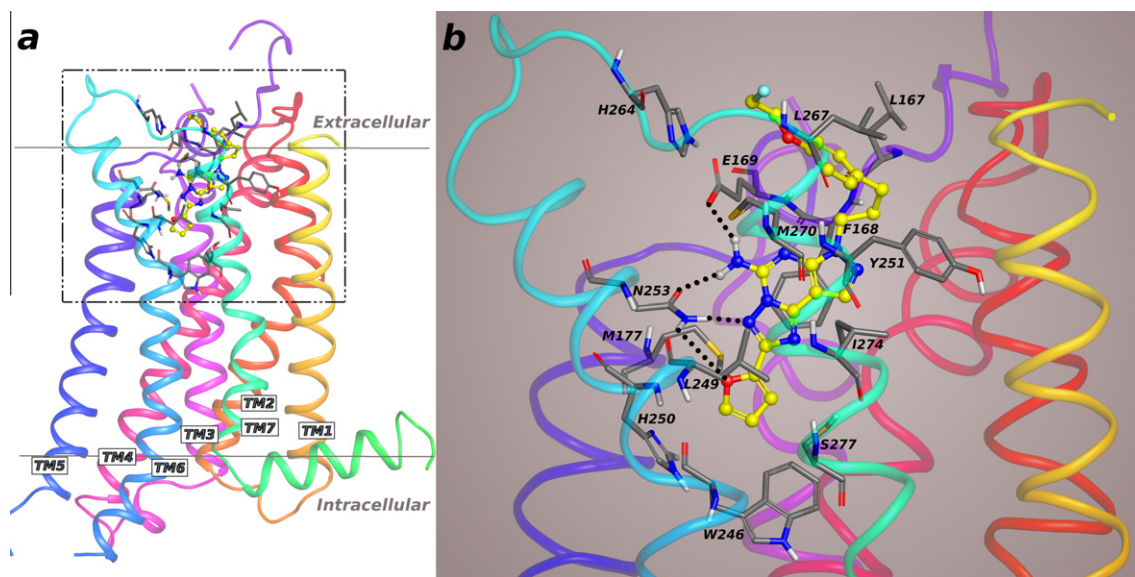 a
Extracellular
TM2
TM3
TM7
TM1
TM5
TM4
TM6
Intracellular
b
H264
L267
L167
E169
M270
F168
Y251
N253
M177
I274
L249
H250
S277
W246